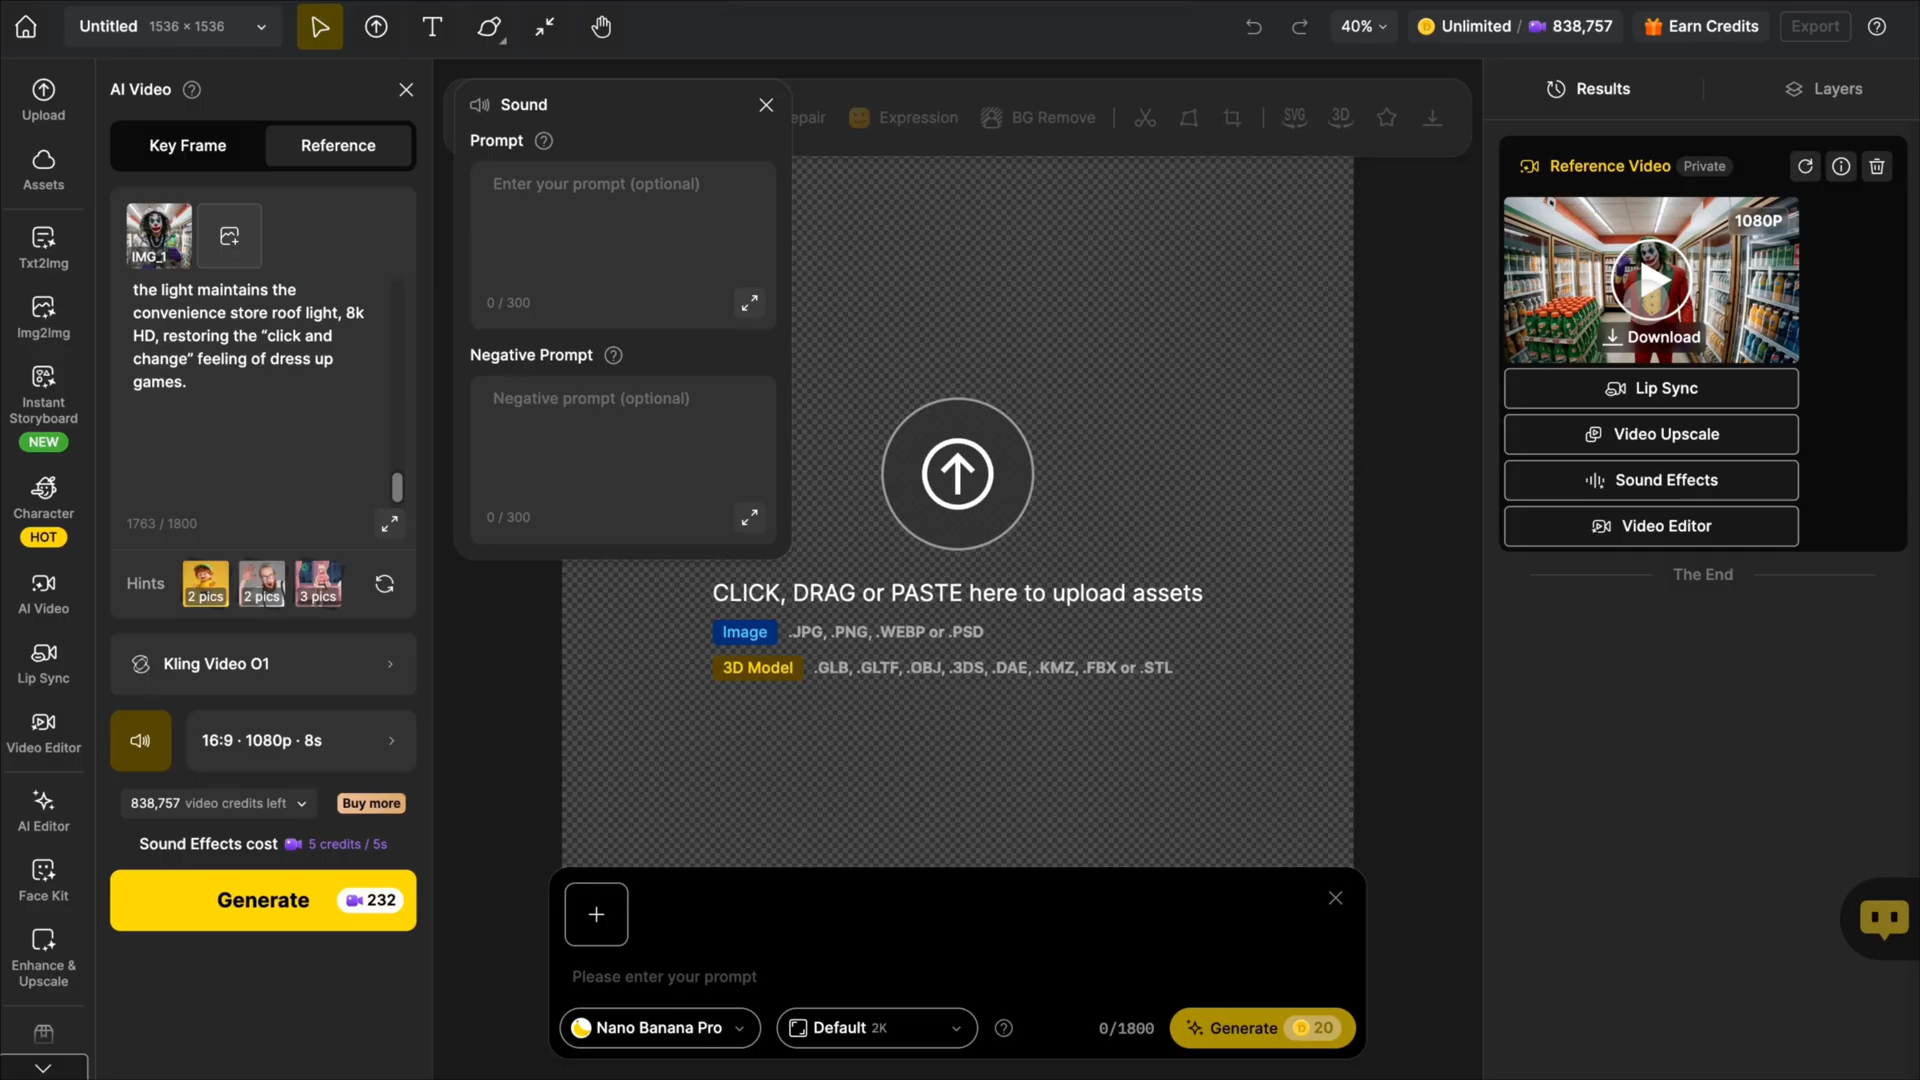 Untitled 1536 × 1536
40%
Unlimited / 838,757
Earn Credits
Export
Upload
Assets
Txt2Img
Img2Img
Instant
Storyboard
NEW
Character
HOT
AI Video
Lip Sync
Video Editor
AI Editor
Face Kit
Enhance &
Upscale
AI Video
Key Frame
Reference
IMG_1
the light maintains the
convenience store roof light, 8k
HD, restoring the “click and
change” feeling of dress up
games.
1763 / 1800
Hints
2 pics
2 pics
3 pics
Kling Video O1
16:9 · 1080p · 8s
838,757 video credits left
Buy more
Sound Effects cost 5 credits / 5s
Generate 232
Sound
Prompt
Enter your prompt (optional)
0 / 300
Negative Prompt
Negative prompt (optional)
0 / 300
epair
Expression
BG Remove
SVG
3D
CLICK, DRAG or PASTE here to upload assets
Image .JPG, .PNG, .WEBP or .PSD
3D Model .GLB, .GLTF, .OBJ, .3DS, .DAE, .KMZ, .FBX or .STL
Please enter your prompt
Nano Banana Pro
Default 2K
0/1800
Generate 20
Results
Layers
Reference Video Private
1080P
Download
Lip Sync
Video Upscale
Sound Effects
Video Editor
The End